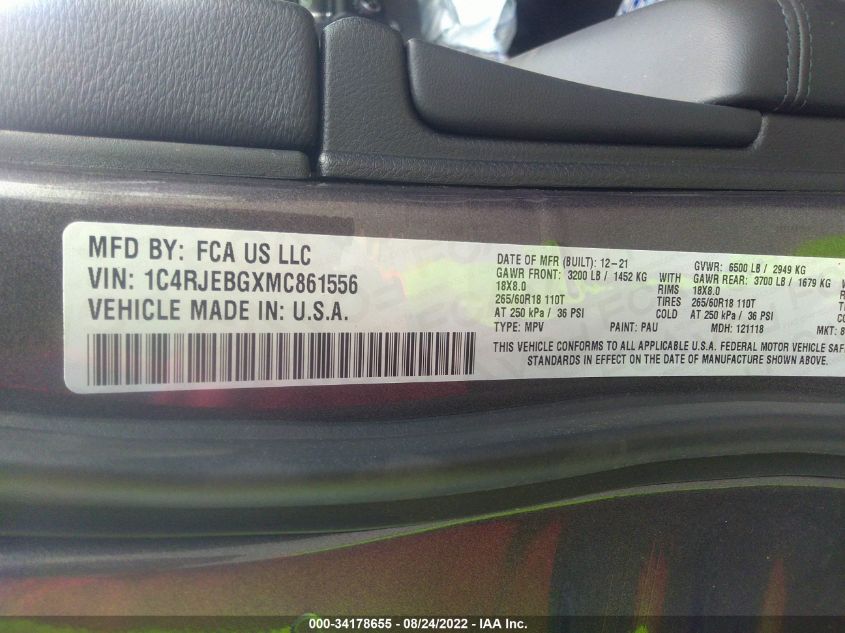 MFD BY: FCA US LLC
VIN: 1C4RJEBGXMC861556
VEHICLE MADE IN: U.S.A.
DATE OF MFR (BUILT): 12-21 GVWR: 6500 LB / 2949 KG
GAWR FRONT: 3200 LB / 1452 KG WITH GAWR REAR: 3700 LB / 1679 KG W
18X8.0 RIMS 18X8.0
265/60R18 110T TIRES 265/60R18 110T
AT 250 kPa / 36 PSI COLD AT 250 kPa / 36 PSI
TYPE: MPV PAINT: PAU MDH: 121118 MKT: 8
THIS VEHICLE CONFORMS TO ALL APPLICABLE U.S.A. FEDERAL MOTOR VEHICLE SAF
STANDARDS IN EFFECT ON THE DATE OF MANUFACTURE SHOWN ABOVE.
000-34178655 - 08/24/2022 - IAA Inc.